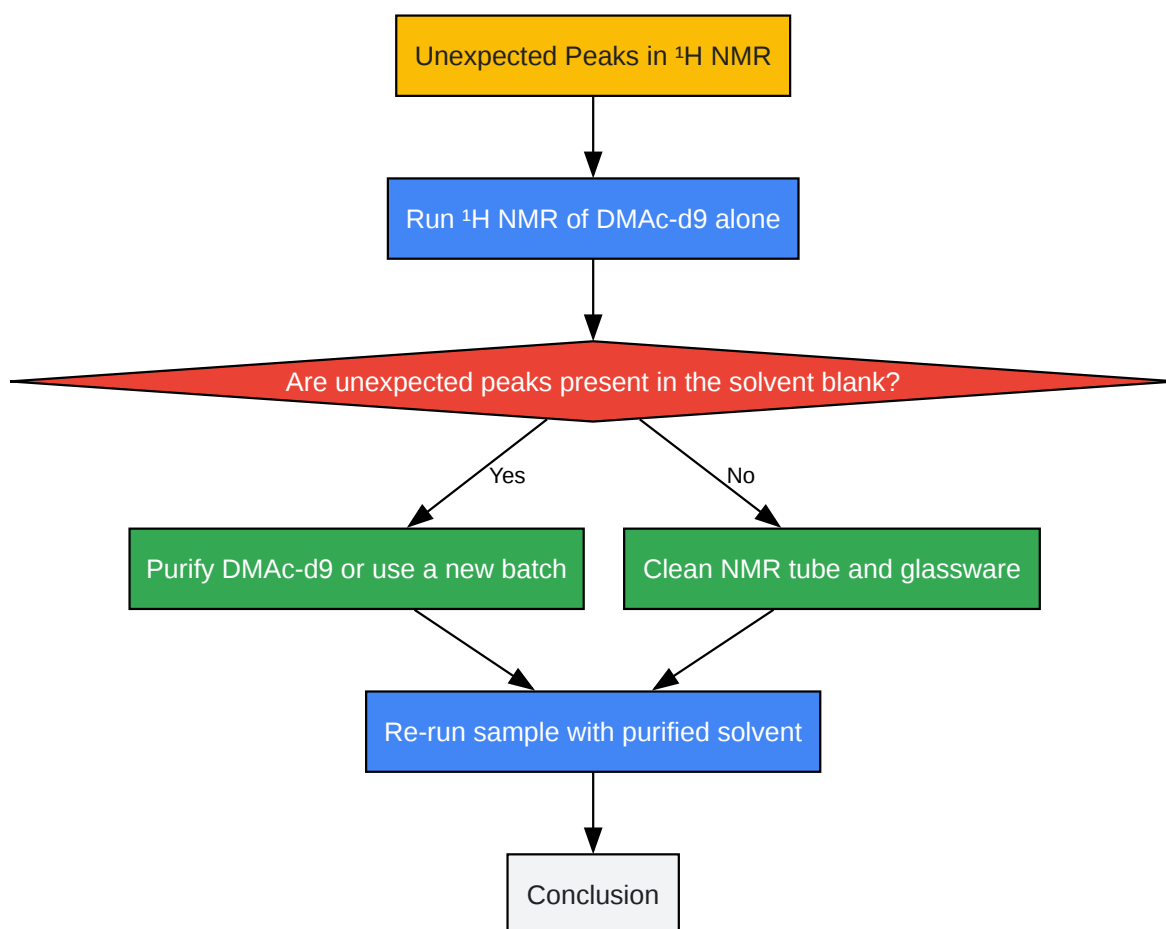 Unexpected Peaks in ¹H NMR
Run ¹H NMR of DMAc-d9 alone
Are unexpected peaks present in the solvent blank?
Yes
No
Purify DMAc-d9 or use a new batch
Clean NMR tube and glassware
Re-run sample with purified solvent
Conclusion